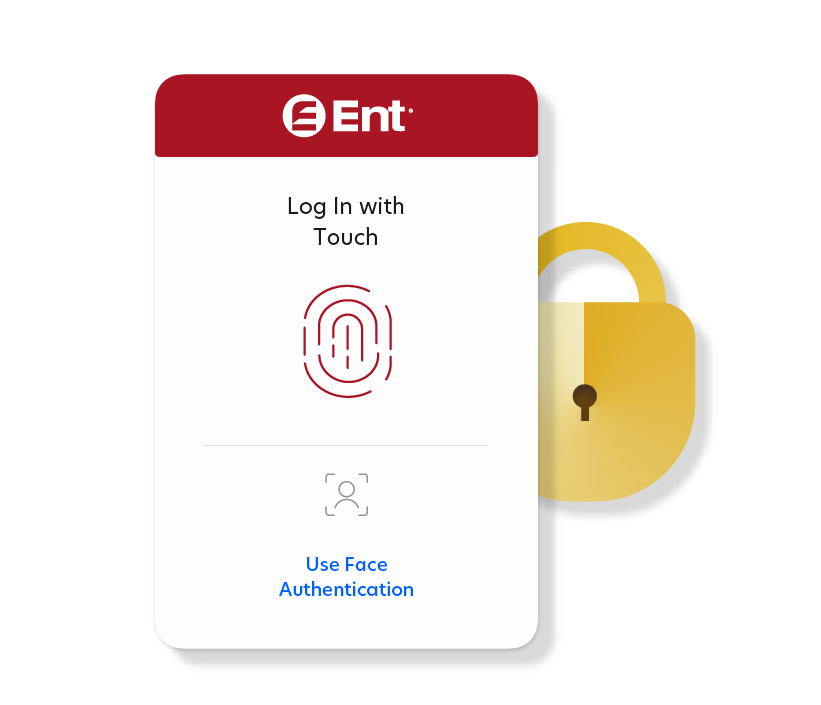 Ent®
Log In with
Touch
Use Face
Authentication